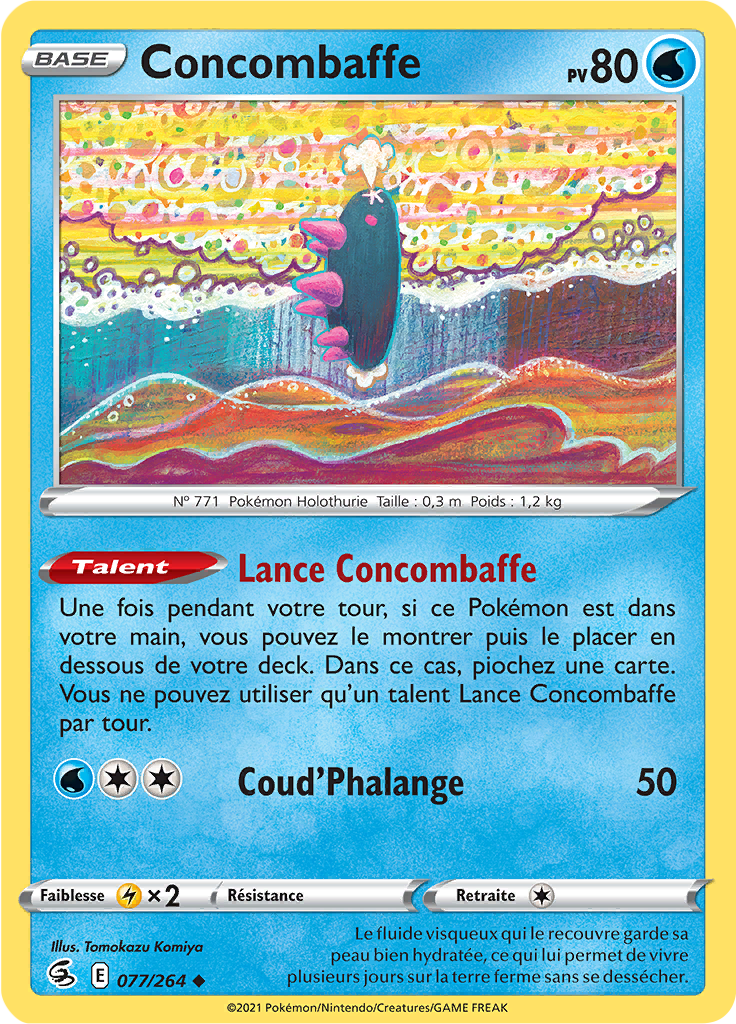 BASE Concombaffe PV80
Nº 771 Pokémon Holothurie Taille : 0,3 m Poids : 1,2 kg
Talent Lance Concombaffe
Une fois pendant votre tour, si ce Pokémon est dans
votre main, vous pouvez le montrer puis le placer en
dessous de votre deck. Dans ce cas, piochez une carte.
Vous ne pouvez utiliser qu'un talent Lance Concombaffe
par tour.
Coud'Phalange 50
Faiblesse ×2 Résistance Retraite
Illus. Tomokazu Komiya
Le fluide visqueux qui le recouvre garde sa
peau bien hydratée, ce qui lui permet de vivre
plusieurs jours sur la terre ferme sans se dessécher.
E 077/264
©2021 Pokémon/Nintendo/Creatures/GAME FREAK